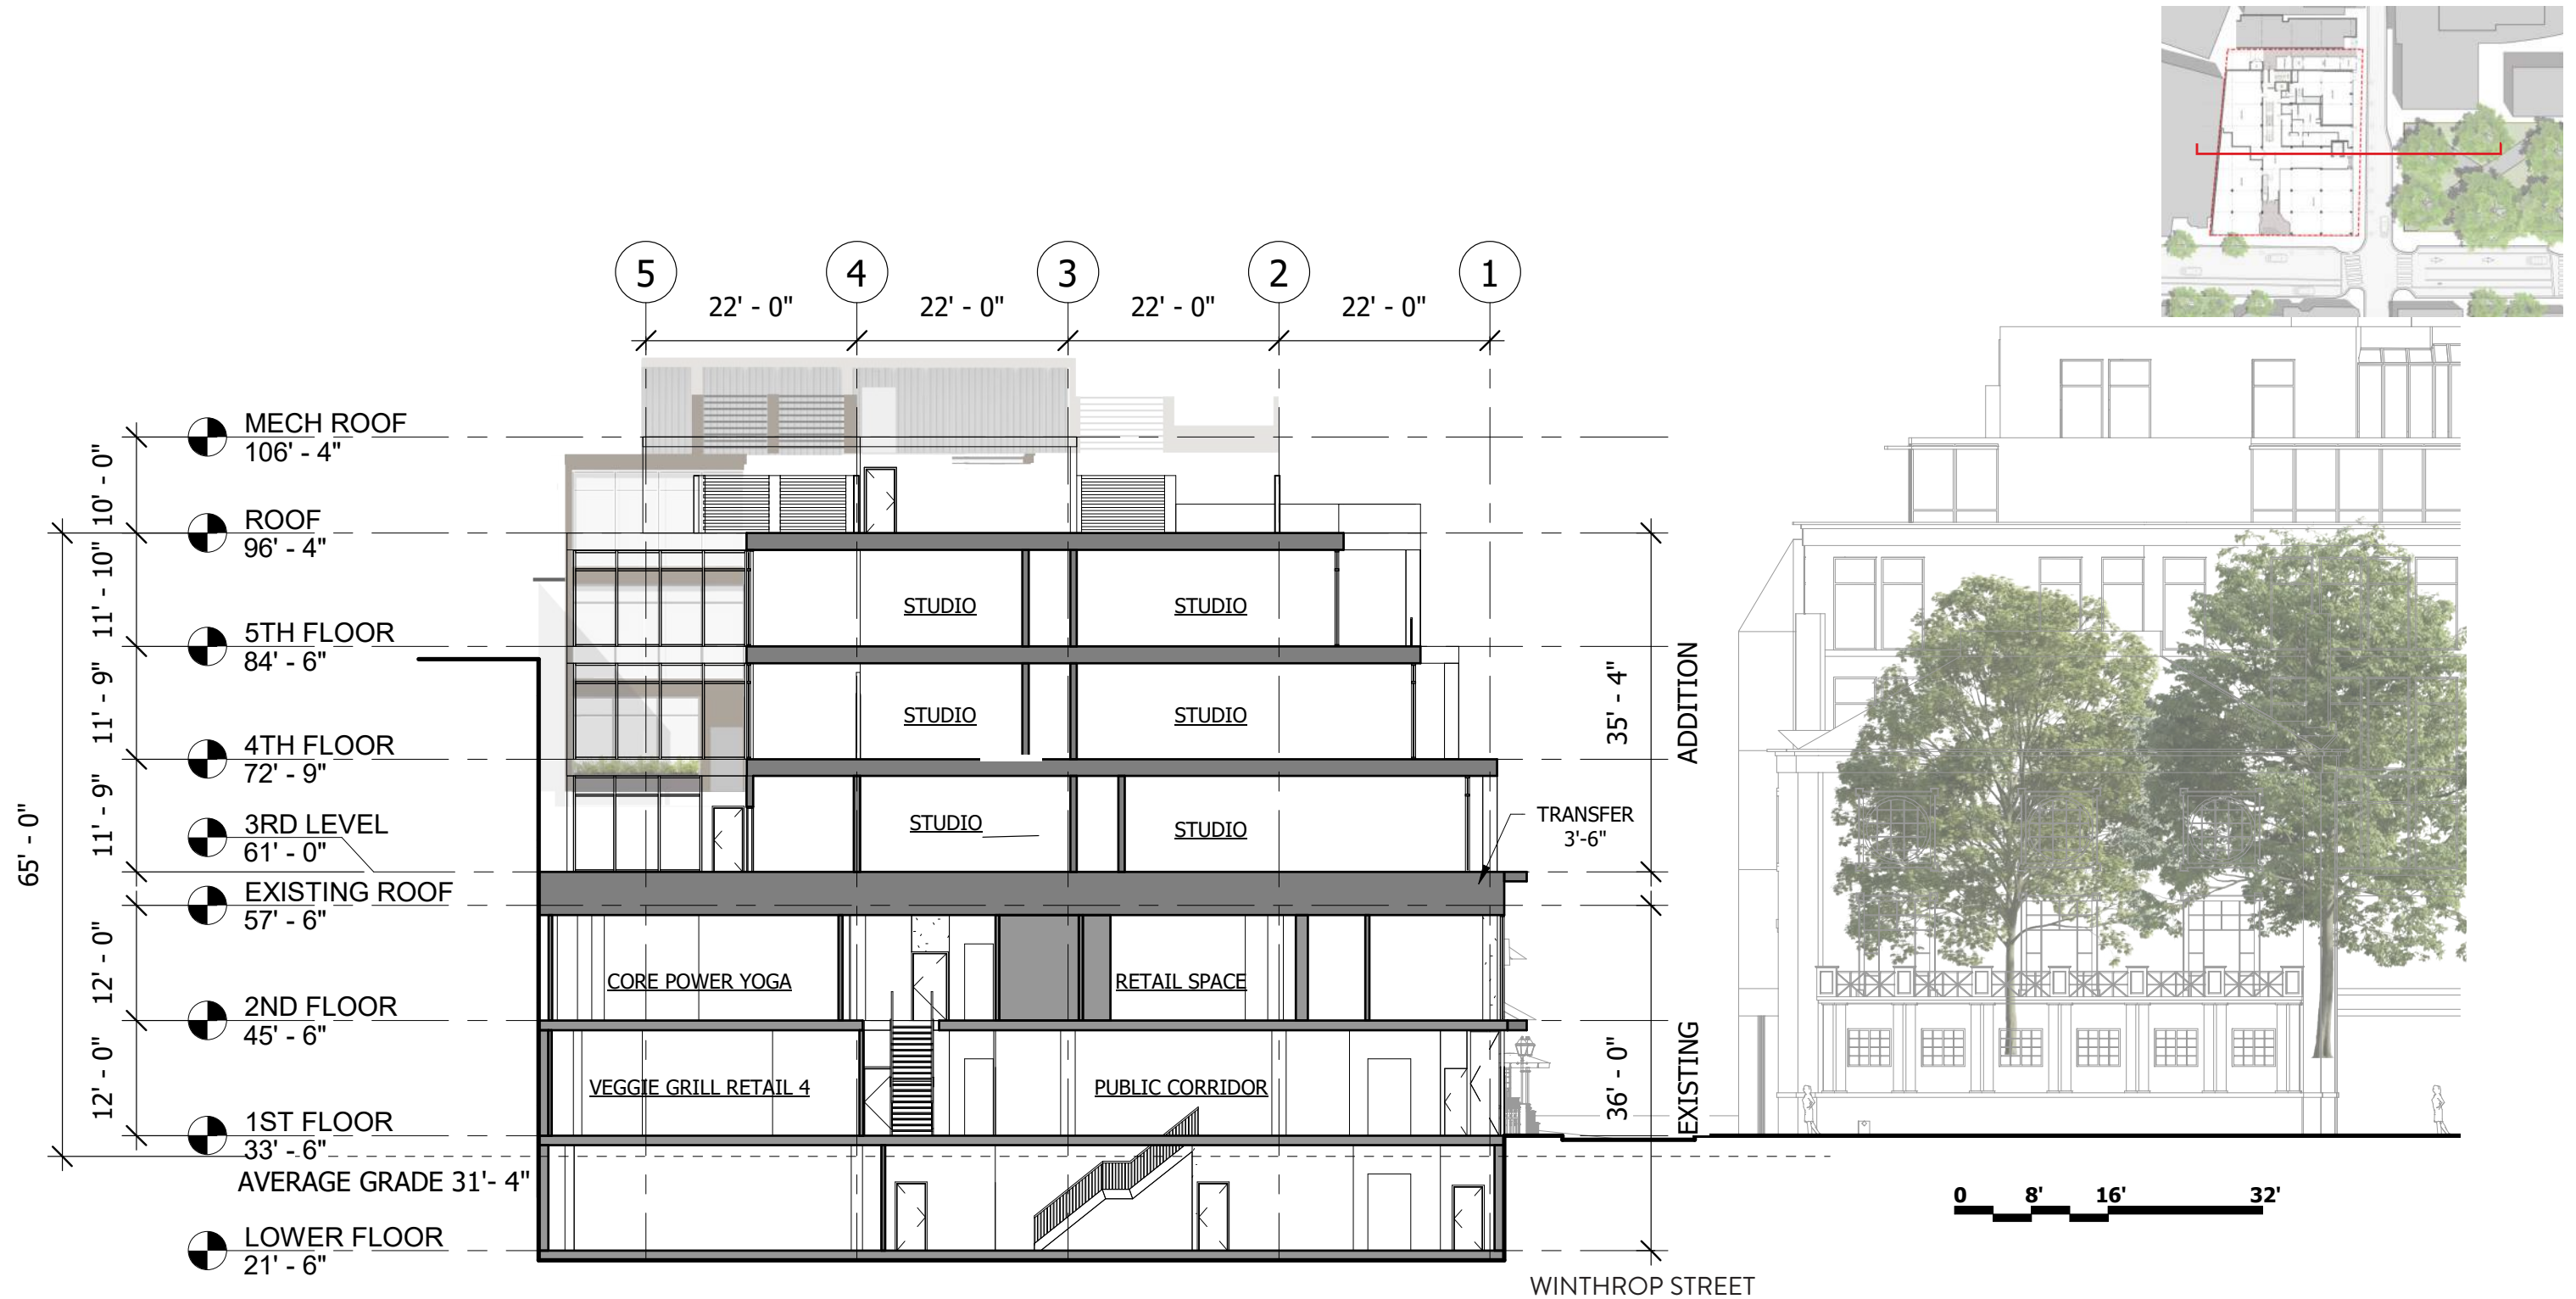 5 4 3 2 1
22' - 0" 22' - 0" 22' - 0" 22' - 0"
MECH ROOF
106' - 4"
10' - 0"
ROOF
96' - 4"
11' - 10"
5TH FLOOR
84' - 6"
11' - 9"
4TH FLOOR
72' - 9"
11' - 9"
3RD LEVEL
61' - 0"
65' - 0"
EXISTING ROOF
57' - 6"
12' - 0"
2ND FLOOR
45' - 6"
12' - 0"
1ST FLOOR
33' - 6"
AVERAGE GRADE 31'- 4"
LOWER FLOOR
21' - 6"
STUDIO STUDIO
STUDIO STUDIO
STUDIO STUDIO
CORE POWER YOGA RETAIL SPACE
VEGGIE GRILL RETAIL 4 PUBLIC CORRIDOR
35' - 4"
ADDITION
TRANSFER
3'-6"
36' - 0"
EXISTING
WINTHROP STREET
0 8' 16' 32'